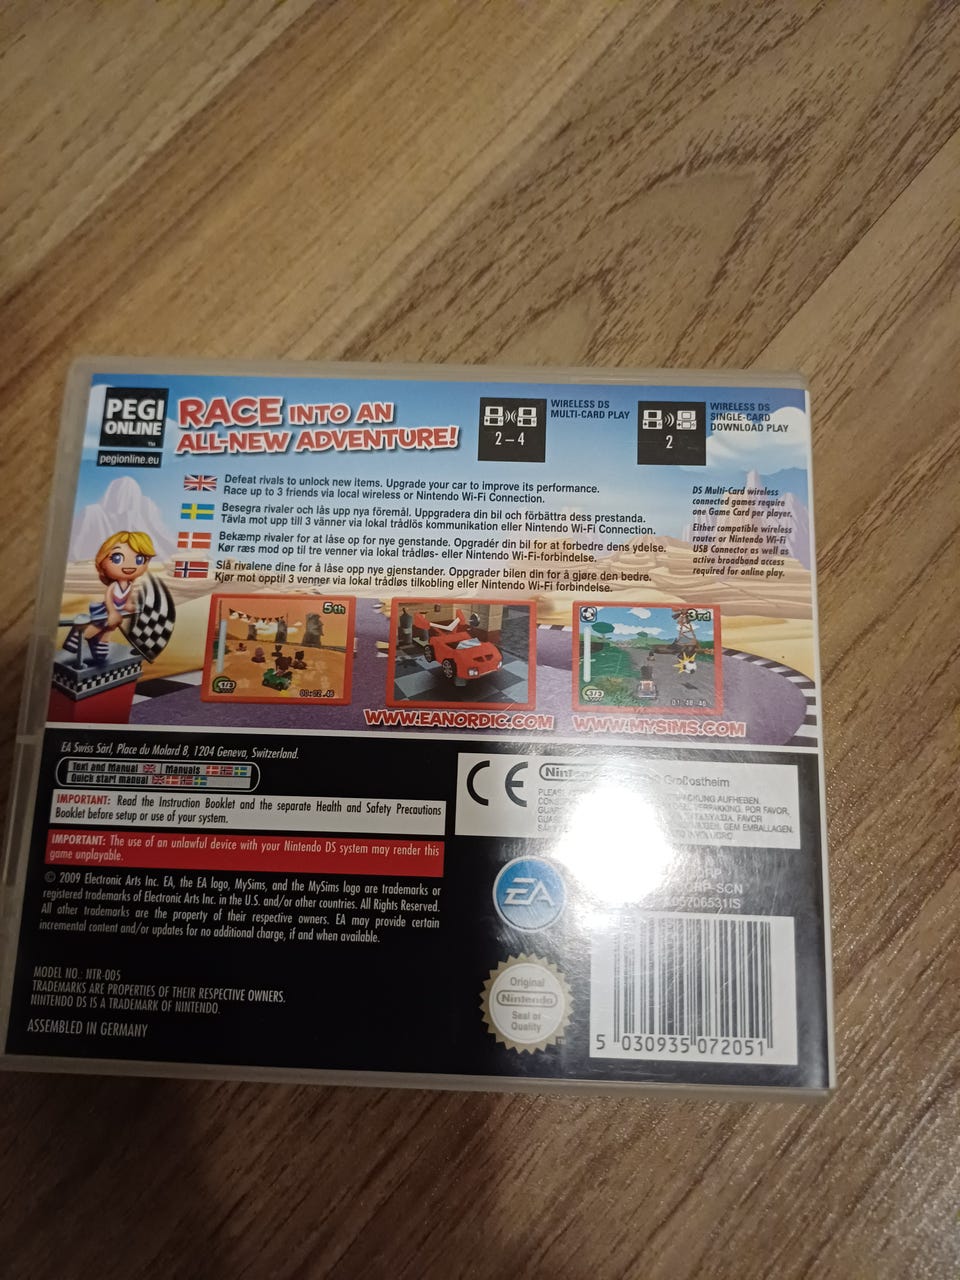 PEGI
ONLINE
TM
pegionline.eu
RACE INTO AN
ALL-NEW ADVENTURE!
2 – 4
WIRELESS DS
MULTI-CARD PLAY
2
WIRELESS DS
SINGLE-CARD
DOWNLOAD PLAY
Defeat rivals to unlock new items. Upgrade your car to improve its performance.
Race up to 3 friends via local wireless or Nintendo Wi-Fi Connection.
Besegra rivaler och lås upp nya föremål. Uppgradera din bil och förbättra dess prestanda.
Tävla mot upp till 3 vänner via lokal trådlös kommunikation eller Nintendo Wi-Fi Connection.
Bekæmp rivaler for at låse op for nye genstande. Opgradér din bil for at forbedre dens ydelse.
Kør ræs mod op til tre venner via lokal trådløs- eller Nintendo Wi-Fi-forbindelse.
Slå rivalene dine for å låse opp nye gjenstander. Oppgrader bilen din for å gjøre den bedre.
Kjør mot opptil 3 venner via lokal trådløs tilkobling eller Nintendo Wi-Fi forbindelse.
DS Multi-Card wireless
connected games require
one Game Card per player.
Either compatible wireless
router or Nintendo Wi-Fi
USB Connector as well as
active broadband access
required for online play.
5th
1/3
00:22.46
3rd
3/3
01:48.40
WWW.EANORDIC.COM
WWW.MYSIMS.COM
EA Swiss Sàrl, Place du Molard 8, 1204 Geneva, Switzerland.
Text and Manual Manuals
Quick start manual
IMPORTANT: Read the Instruction Booklet and the separate Health and Safety Precautions
Booklet before setup or use of your system.
IMPORTANT: The use of an unlawful device with your Nintendo DS system may render this
game unplayable.
© 2009 Electronic Arts Inc. EA, the EA logo, MySims, and the MySims logo are trademarks or
registered trademarks of Electronic Arts Inc. in the U.S. and/or other countries. All Rights Reserved.
All other trademarks are the property of their respective owners. EA may provide certain
incremental content and/or updates for no additional charge, if and when available.
MODEL NO.: NTR-005
TRADEMARKS ARE PROPERTIES OF THEIR RESPECTIVE OWNERS.
NINTENDO DS IS A TRADEMARK OF NINTENDO.
ASSEMBLED IN GERMANY
CE
Großostheim
AUFHEBEN.
POR FAVOR,
FAVOR
GEM EMBALLAGEN.
EA
Original
Nintendo
Seal of
Quality
5 030935 072051